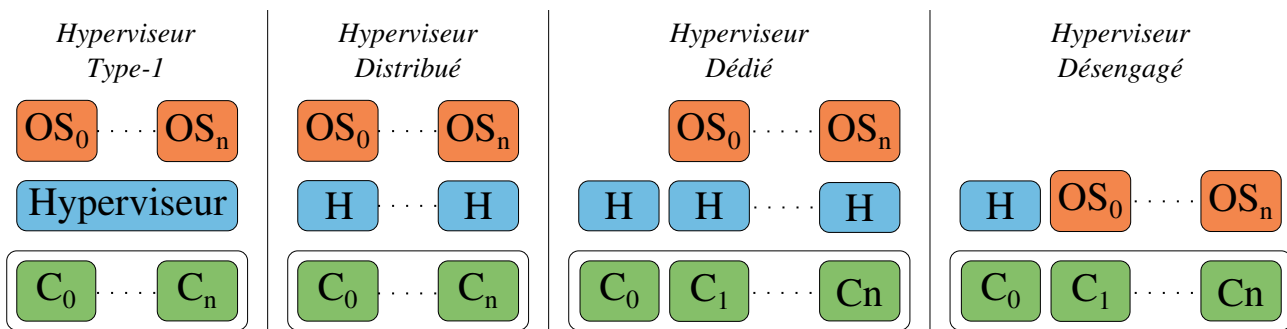 Hyperviseur
Type-1
OS0 ..... OSn
Hyperviseur
C0 ..... Cn
Hyperviseur
Distribué
OS0 ..... OSn
H ..... H
C0 ..... Cn
Hyperviseur
Dédié
OS0 ..... OSn
H H ..... H
C0 C1 ..... Cn
Hyperviseur
Désengagé
H OS0 ..... OSn
C0 C1 ..... Cn